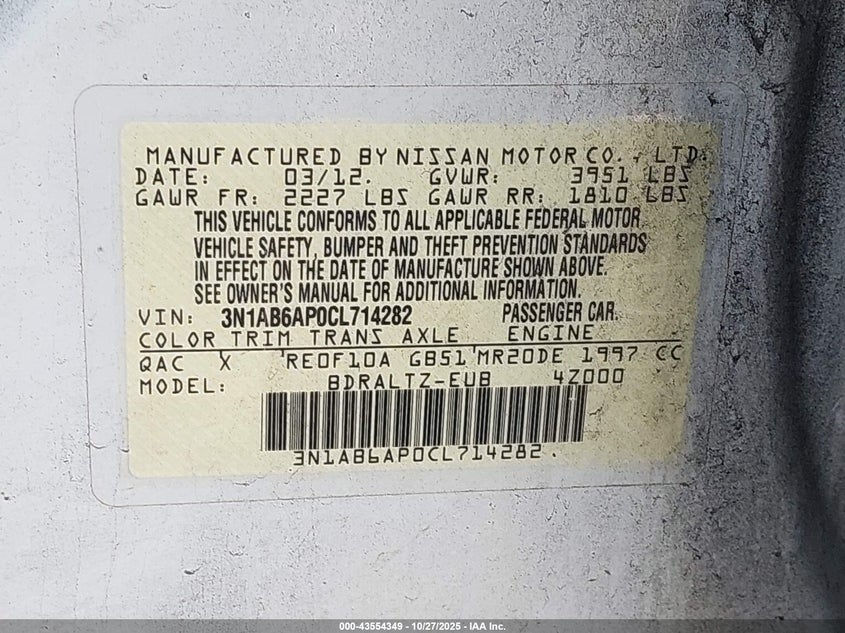 MANUFACTURED BY NISSAN MOTOR CO., LTD.
DATE: 03/12. GVWR: 3951 LBS
GAWR FR: 2227 LBS GAWR RR: 1810 LBS
THIS VEHICLE CONFORMS TO ALL APPLICABLE FEDERAL MOTOR
VEHICLE SAFETY, BUMPER AND THEFT PREVENTION STANDARDS
IN EFFECT ON THE DATE OF MANUFACTURE SHOWN ABOVE.
SEE OWNER'S MANUAL FOR ADDITIONAL INFORMATION.
VIN: 3N1AB6AP0CL714282 PASSENGER CAR.
COLOR TRIM TRANS AXLE ENGINE
QAC X RE0F10A GB51 MR20DE 1997 CC
MODEL: BDRALTZ-EUB 4Z000
3N1AB6AP0CL714282.
000-43554349 | 10/27/2025 - IAA Inc.